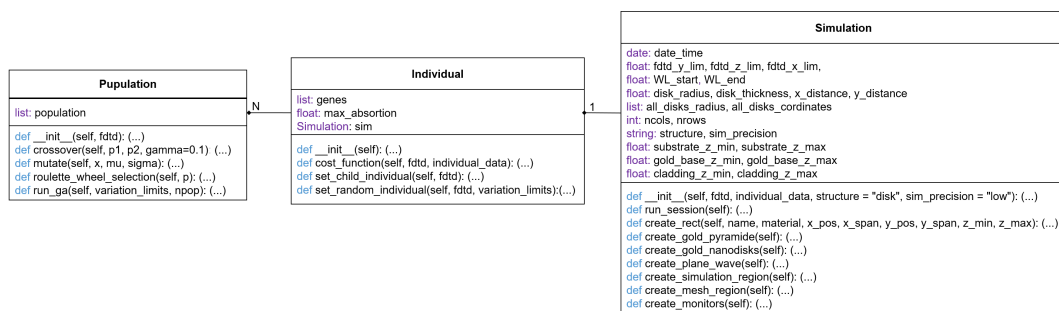 Pupulation
list: population
def __init__(self, fdtd): (...)
def crossover(self, p1, p2, gamma=0.1) (...)
def mutate(self, x, mu, sigma): (...)
def roulette_wheel_selection(self, p): (...)
def run_ga(self, variation_limits, npop): (...)
N
Individual
list: genes
float: max_absortion
Simulation: sim
def __init__(self): (...)
def cost_function(self, fdtd, individual_data): (...)
def set_child_individual(self, fdtd): (...)
def set_random_individual(self, fdtd, variation_limits):(...)
1
Simulation
date: date_time
float: fdtd_y_lim, fdtd_z_lim, fdtd_x_lim,
float: WL_start, WL_end
float: disk_radius, disk_thickness, x_distance, y_distance
list: all_disks_radius, all_disks_cordinates
int: ncols, nrows
string: structure, sim_precision
float: substrate_z_min, substrate_z_max
float: gold_base_z_min, gold_base_z_max
float: cladding_z_min, cladding_z_max
def __init__(self, fdtd, individual_data, structure = "disk", sim_precision = "low"): (...)
def run_session(self): (...)
def create_rect(self, name, material, x_pos, x_span, y_pos, y_span, z_min, z_max): (...)
def create_gold_pyramide(self): (...)
def create_gold_nanodisks(self): (...)
def create_plane_wave(self): (...)
def create_simulation_region(self): (...)
def create_mesh_region(self): (...)
def create_monitors(self): (...)